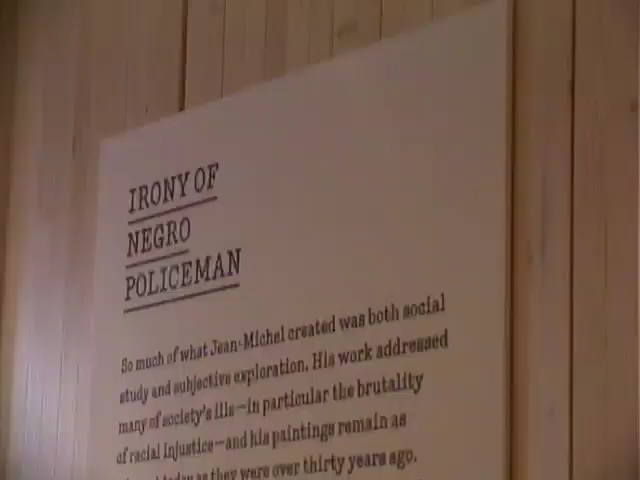 IRONY OF
NEGRO
POLICEMAN
So much of what Jean-Michel created was both social
study and subjective exploration. His work addressed
many of society's ills—in particular the brutality
of racial injustice—and his paintings remain as
today as they were over thirty years ago.